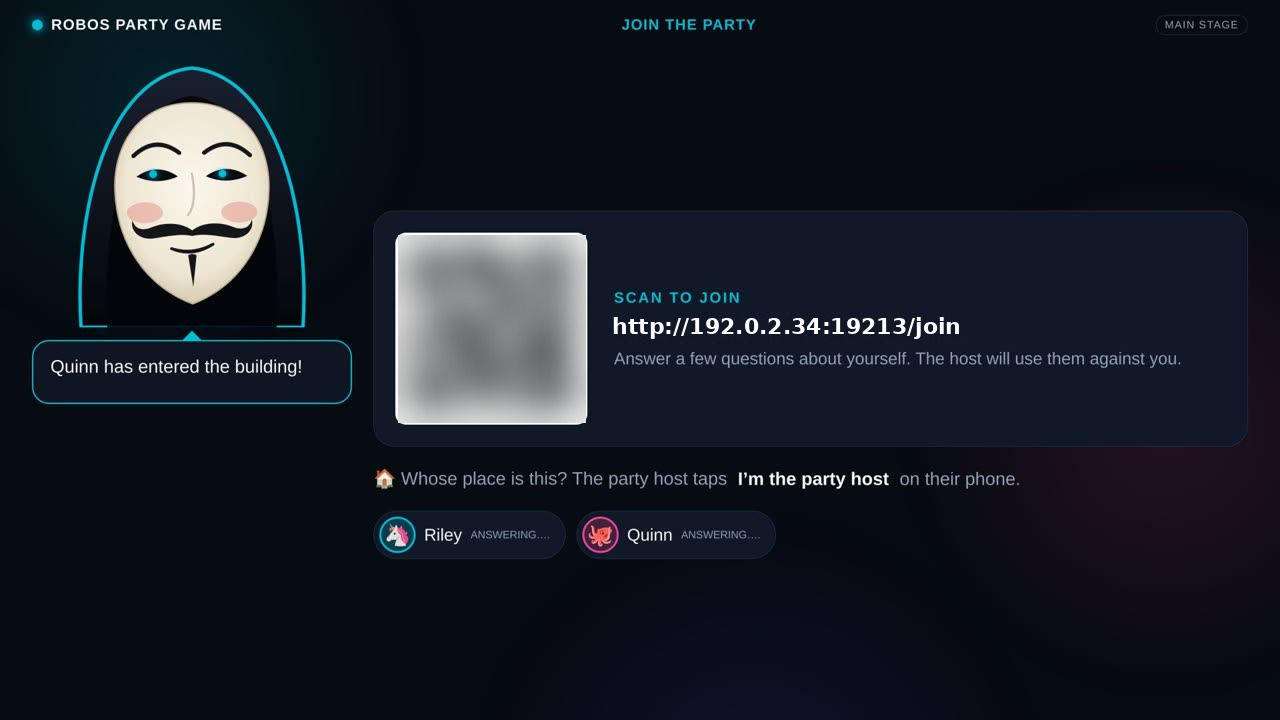 ROBOS PARTY GAME
JOIN THE PARTY
MAIN STAGE
Quinn has entered the building!
SCAN TO JOIN
http://192.0.2.34:19213/join
Answer a few questions about yourself. The host will use them against you.
🏠 Whose place is this? The party host taps I’m the party host on their phone.
Riley ANSWERING…. Quinn ANSWERING….